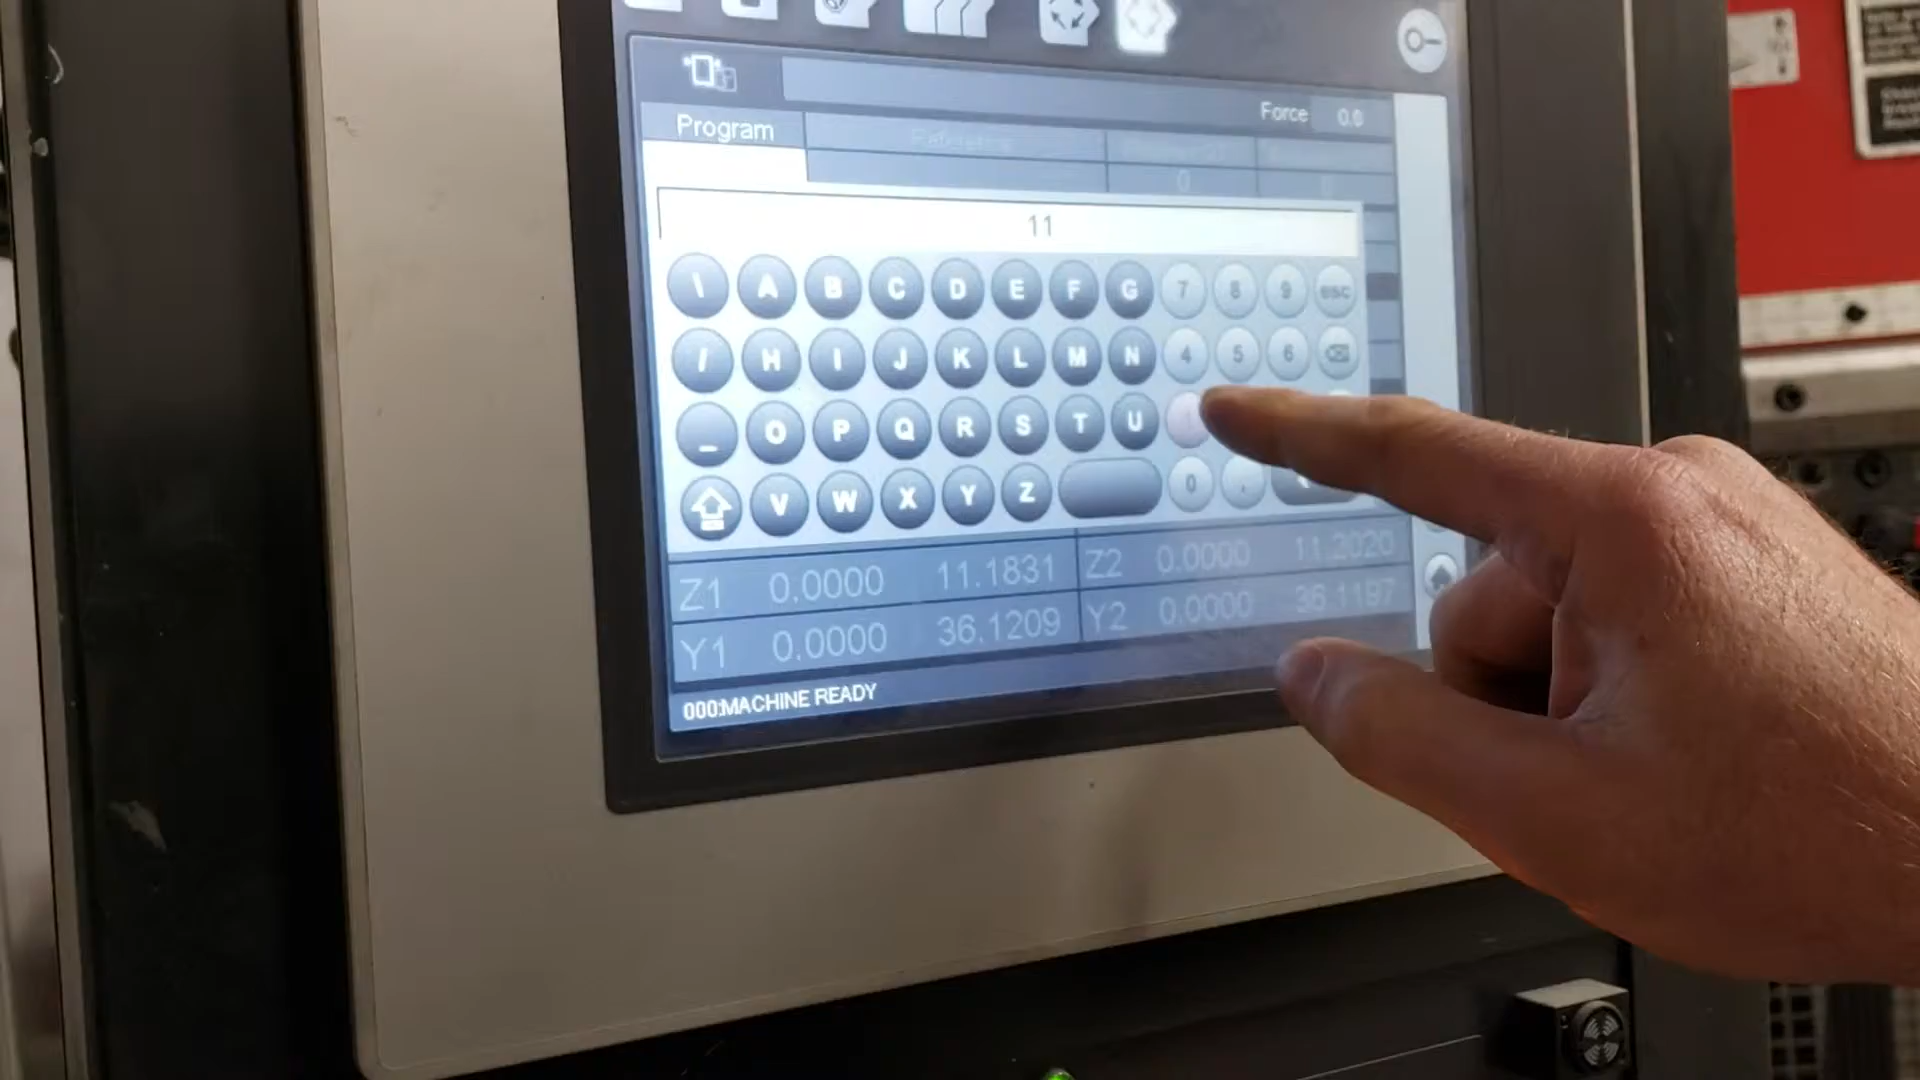 Force 0.0
Program
0
11
\ A B C D E F G 7 8 9 esc
/ H I J K L M N 4 5 6
_ O P Q R S T U
V W X Y Z 0 .
Z1 0.0000 11.1831 Z2 0.0000 11.2020
Y1 0.0000 36.1209 Y2 0.0000 36.1197
000:MACHINE READY